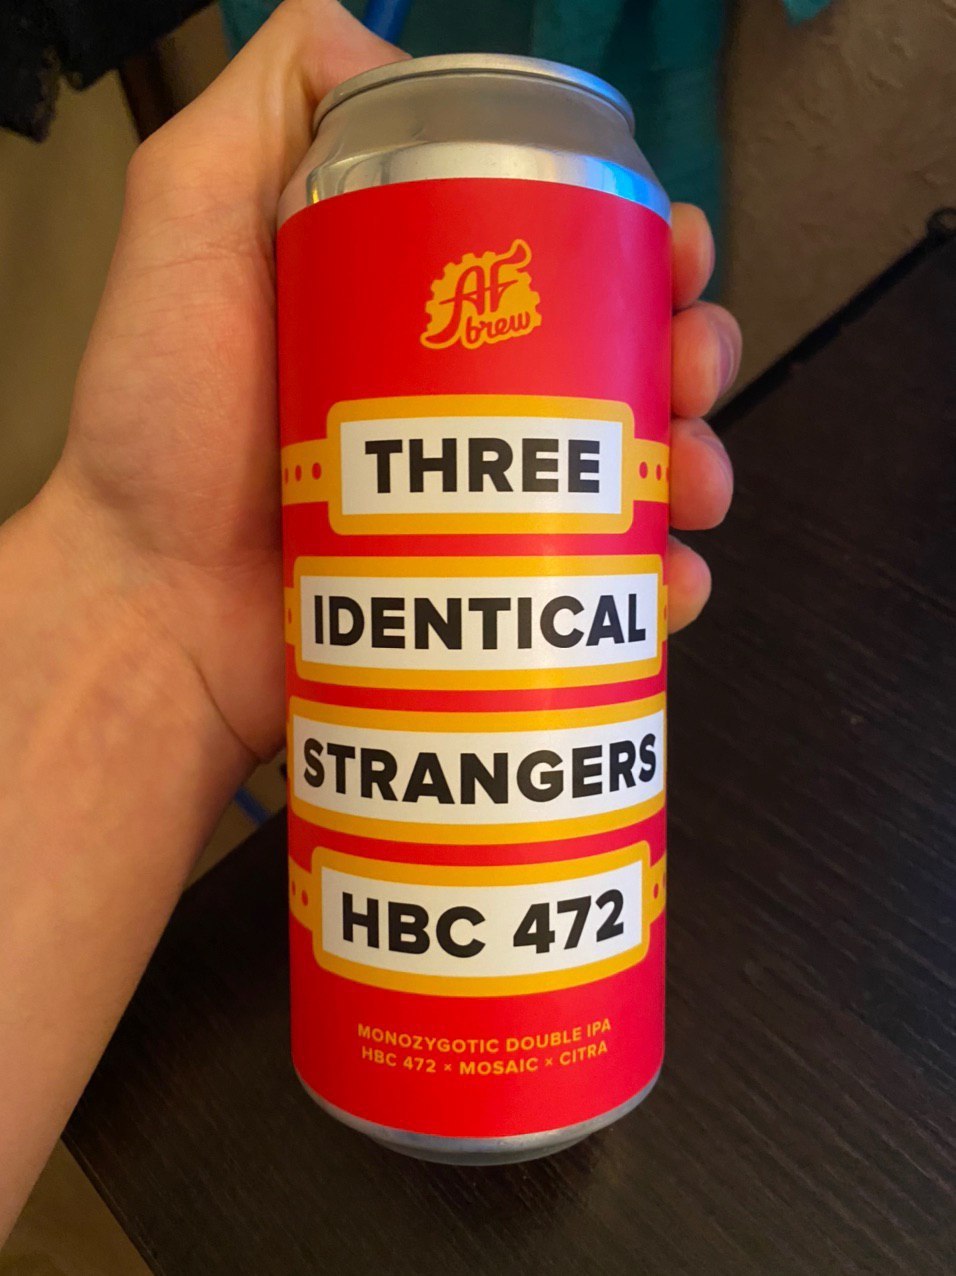 AF
brew
THREE
IDENTICAL
STRANGERS
HBC 472
MONOZYGOTIC DOUBLE IPA
HBC 472 × MOSAIC × CITRA